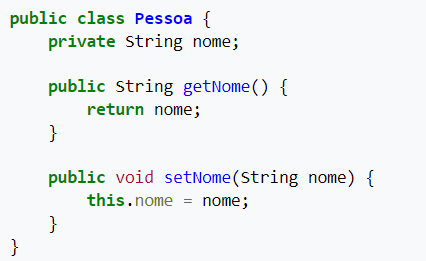 public class Pessoa {
    private String nome;

    public String getNome() {
        return nome;
    }

    public void setNome(String nome) {
        this.nome = nome;
    }
}